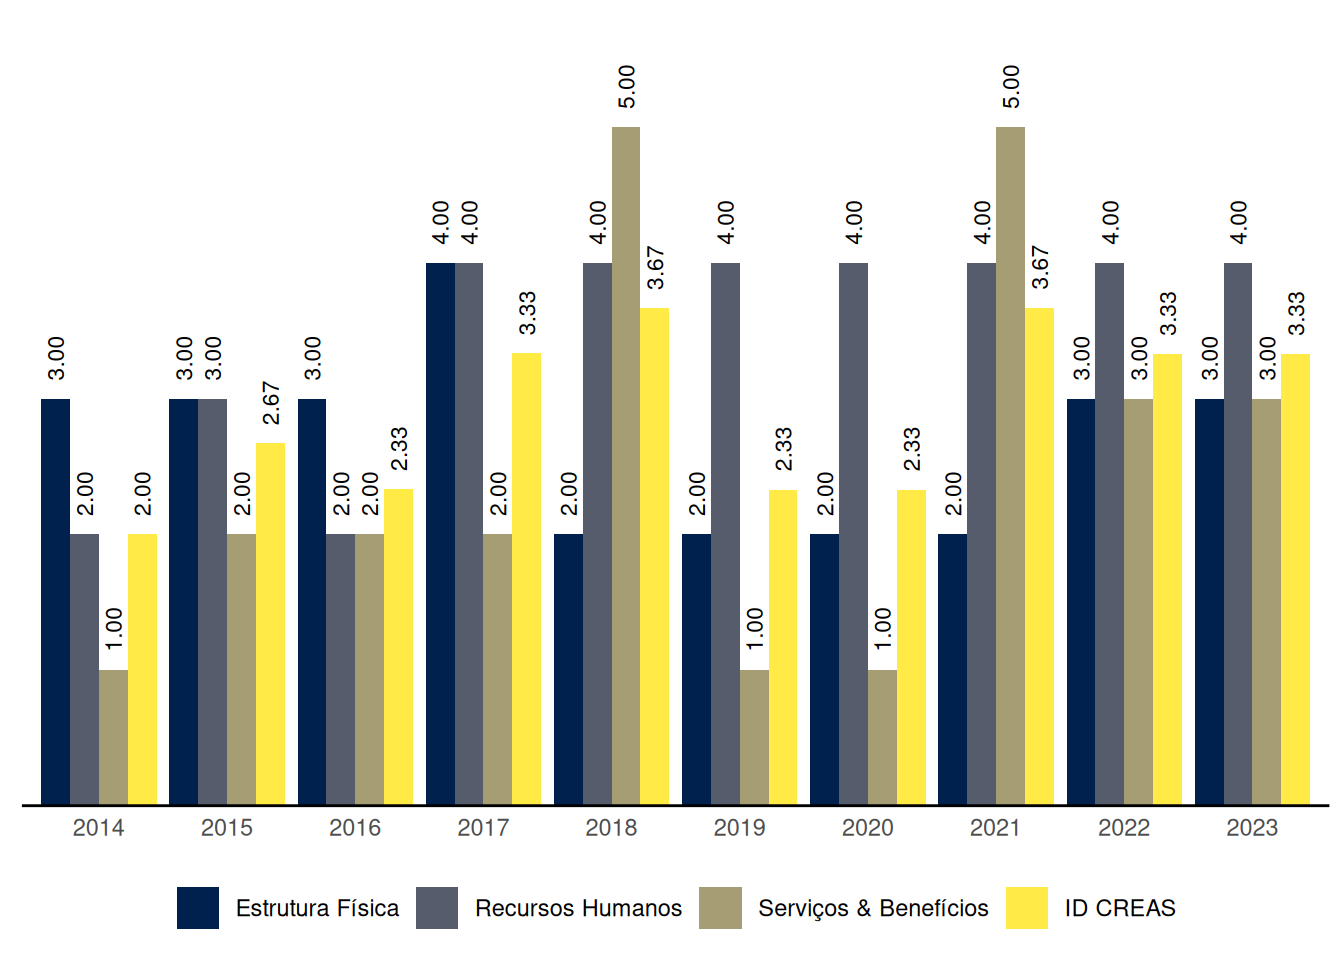 5.00 5.00
4.00 4.00 4.00 4.00 4.00 4.00 4.00 4.00
3.67 3.67
3.33 3.33 3.33
3.00 3.00 3.00 3.00 3.00 3.00 3.00 3.00
2.67
2.33 2.33 2.33
2.00 2.00 2.00 2.00 2.00 2.00 2.00 2.00 2.00 2.00
1.00 1.00 1.00
2014 2015 2016 2017 2018 2019 2020 2021 2022 2023
Estrutura Física Recursos Humanos Serviços & Benefícios ID CREAS